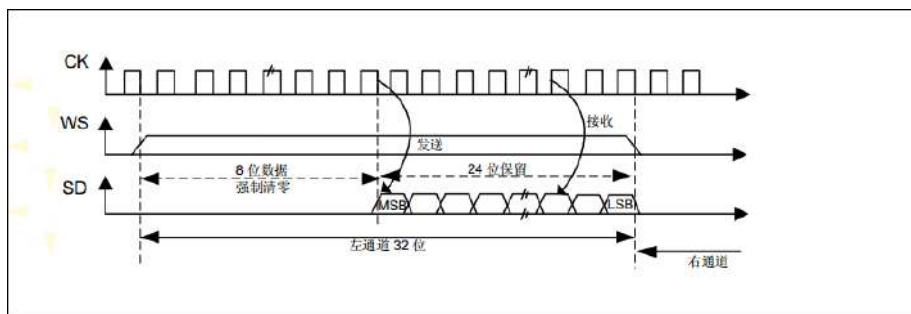 CK
WS
发送
接收
8 位数据
强制清零
24 位保留
SD
MSB
LSB
左通道 32 位
右通道